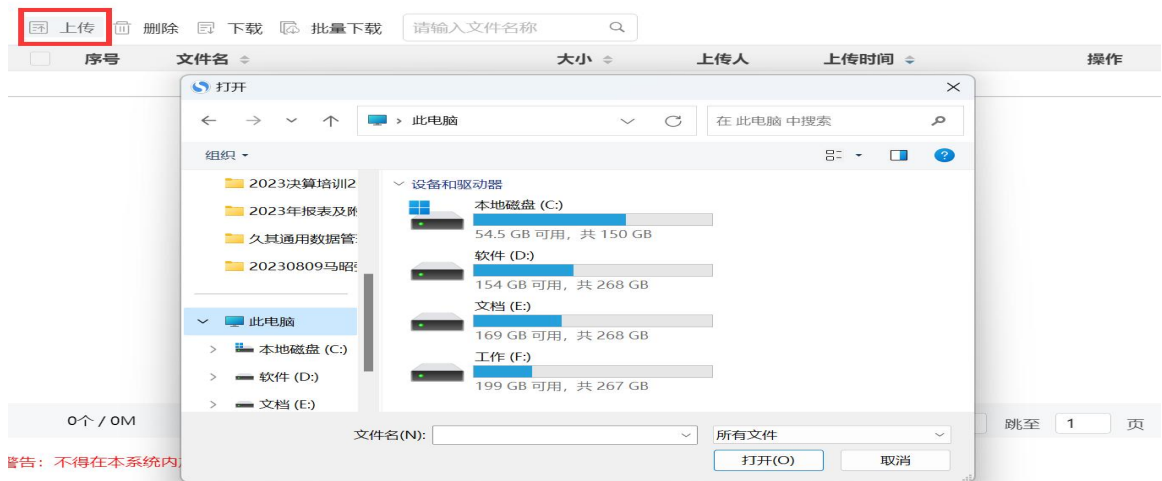 上传 删除 下载 批量下载 请输入文件名称
序号 文件名 大小 上传人 上传时间 操作
打开
此电脑 在 此电脑 中搜索
组织
2023决算培训2
2023年报表及附
久其通用数据管
20230809马昭
此电脑
本地磁盘 (C:)
软件 (D:)
文档 (E:)
设备和驱动器
本地磁盘 (C:)
54.5 GB 可用，共 150 GB
软件 (D:)
154 GB 可用，共 268 GB
文档 (E:)
169 GB 可用，共 268 GB
工作 (F:)
199 GB 可用，共 267 GB
0个 / 0M 跳至 1 页
文件名(N): 所有文件
打开(O) 取消
警告：不得在本系统内